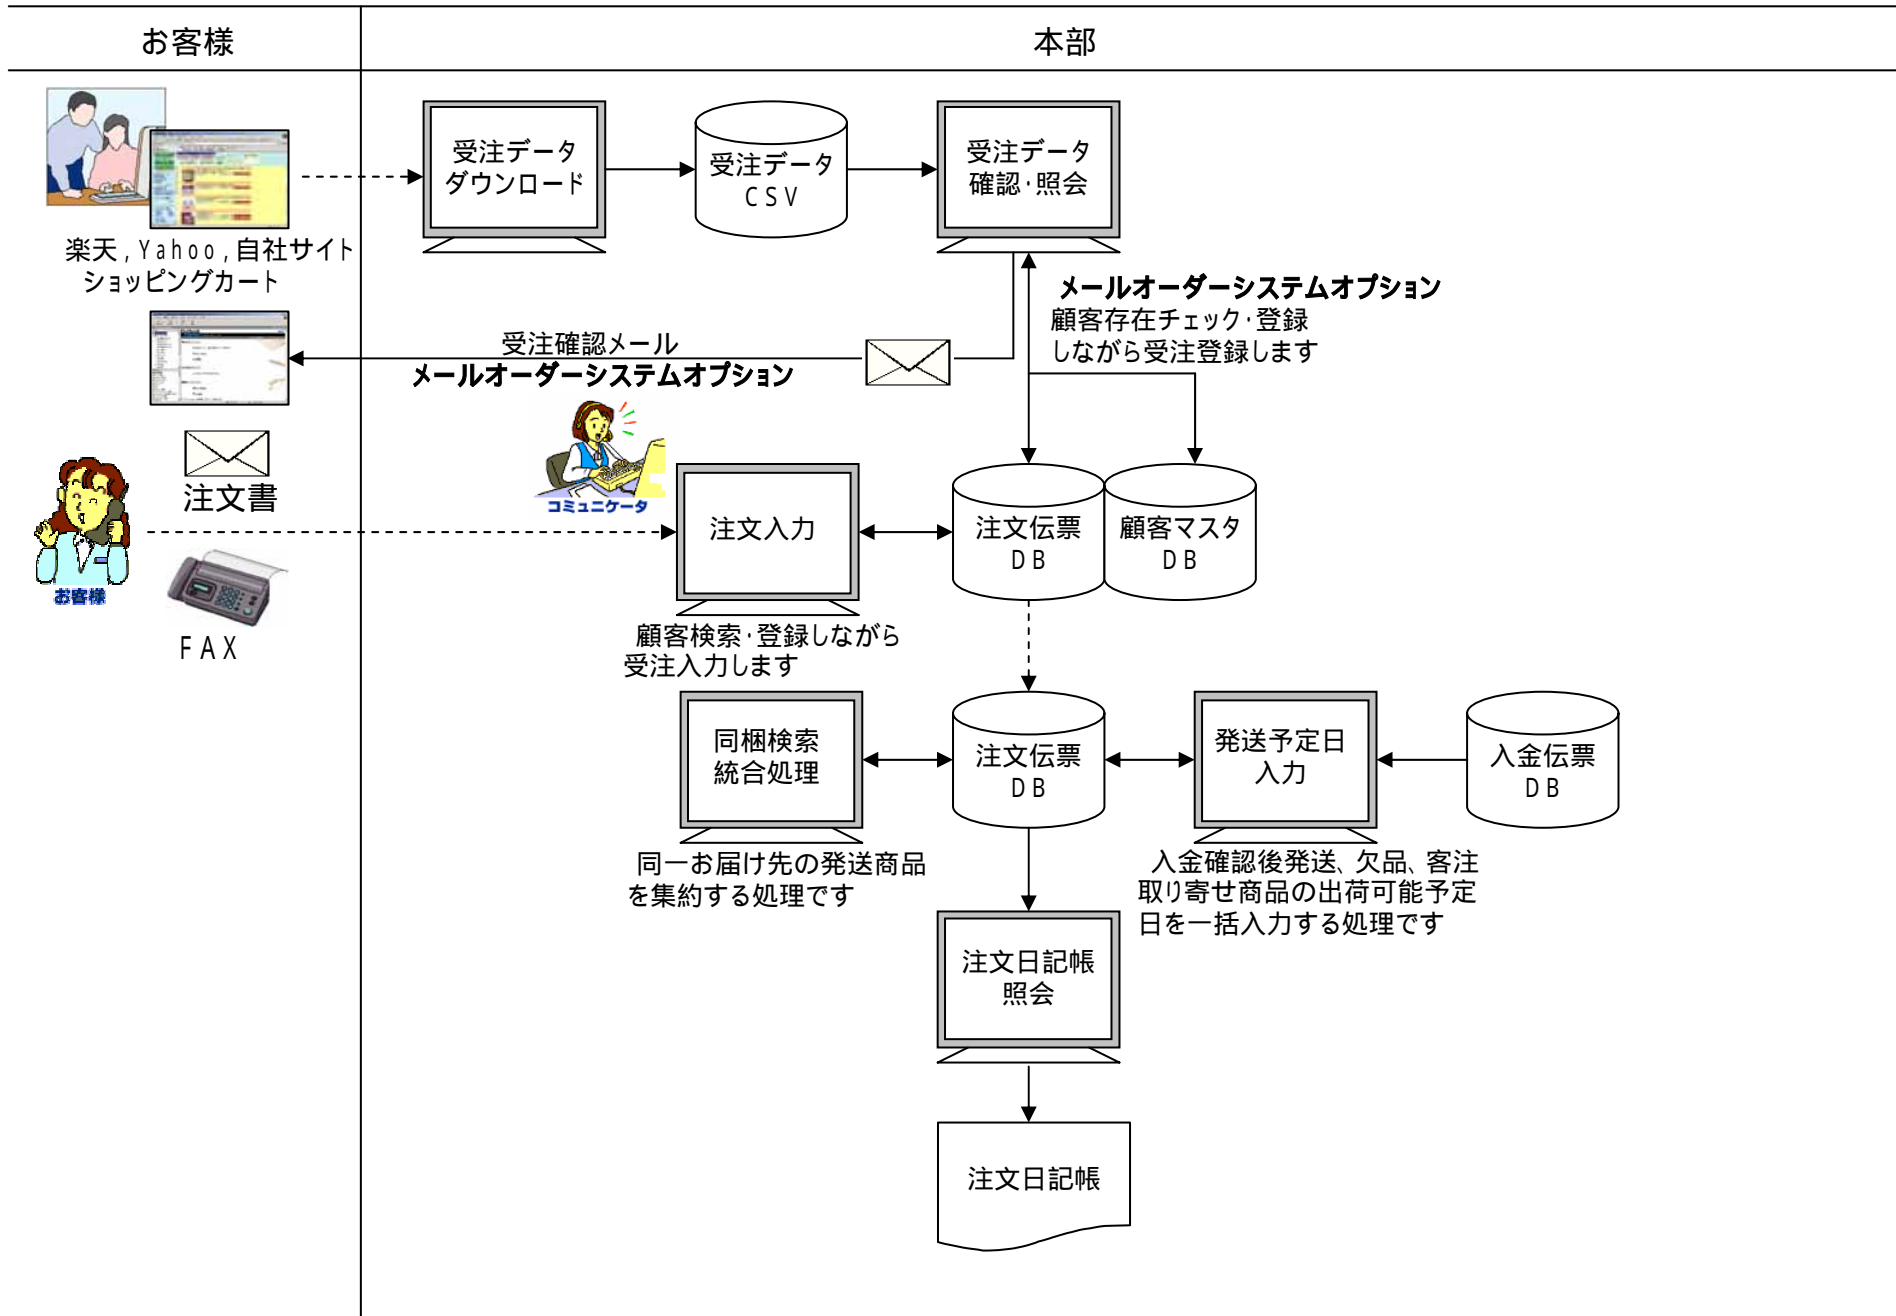 お客様
本部
受注データ
ダウンロード
受注データ
CSV
受注データ
確認・照会
楽天,Yahoo,自社サイト
ショッピングカート
メールオーダーシステムオプション
顧客存在チェック・登録
しながら受注登録します
受注確認メール
メールオーダーシステムオプション
コミュニケータ
注文書
お客様
FAX
注文入力
顧客検索・登録しながら
受注入力します
注文伝票
DB
顧客マスタ
DB
同梱検索
統合処理
同一お届け先の発送商品
を集約する処理です
注文伝票
DB
発送予定日
入力
入金伝票
DB
入金確認後発送、欠品、客注
取り寄せ商品の出荷可能予定
日を一括入力する処理です
注文日記帳
照会
注文日記帳